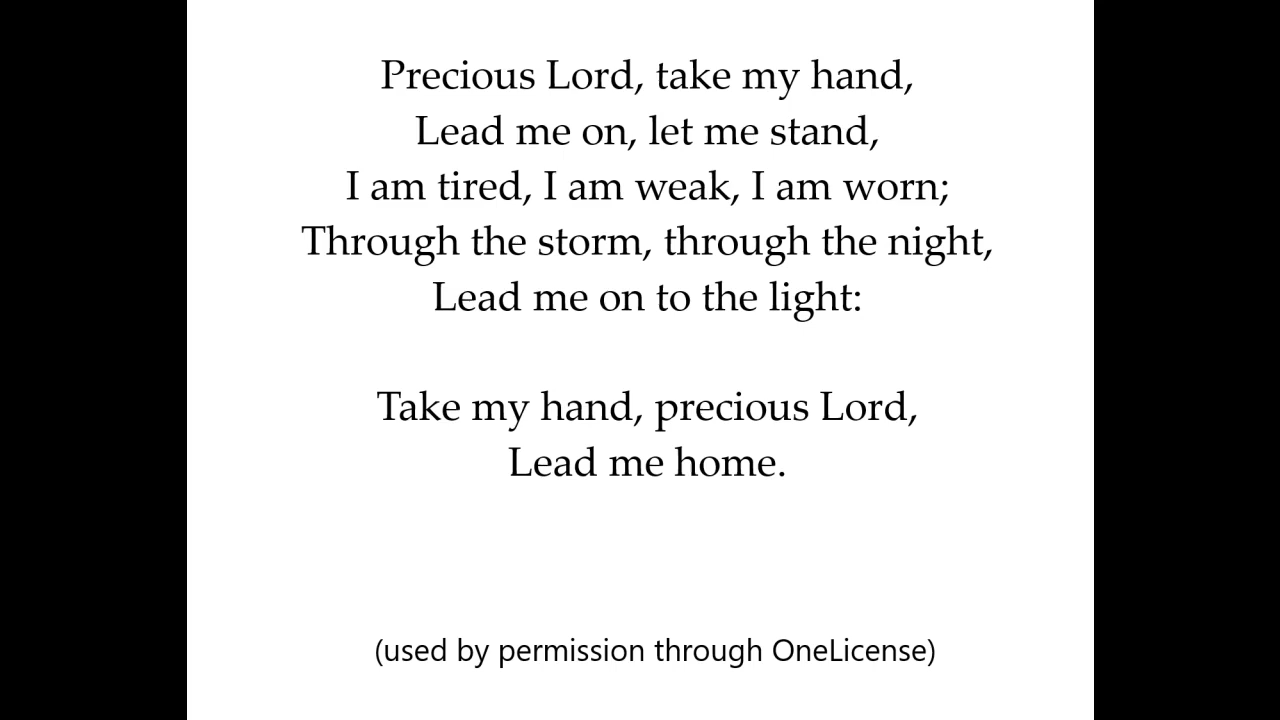 Precious Lord, take my hand,
Lead me on, let me stand,
I am tired, I am weak, I am worn;
Through the storm, through the night,
Lead me on to the light:
Take my hand, precious Lord,
Lead me home.
(used by permission through OneLicense)